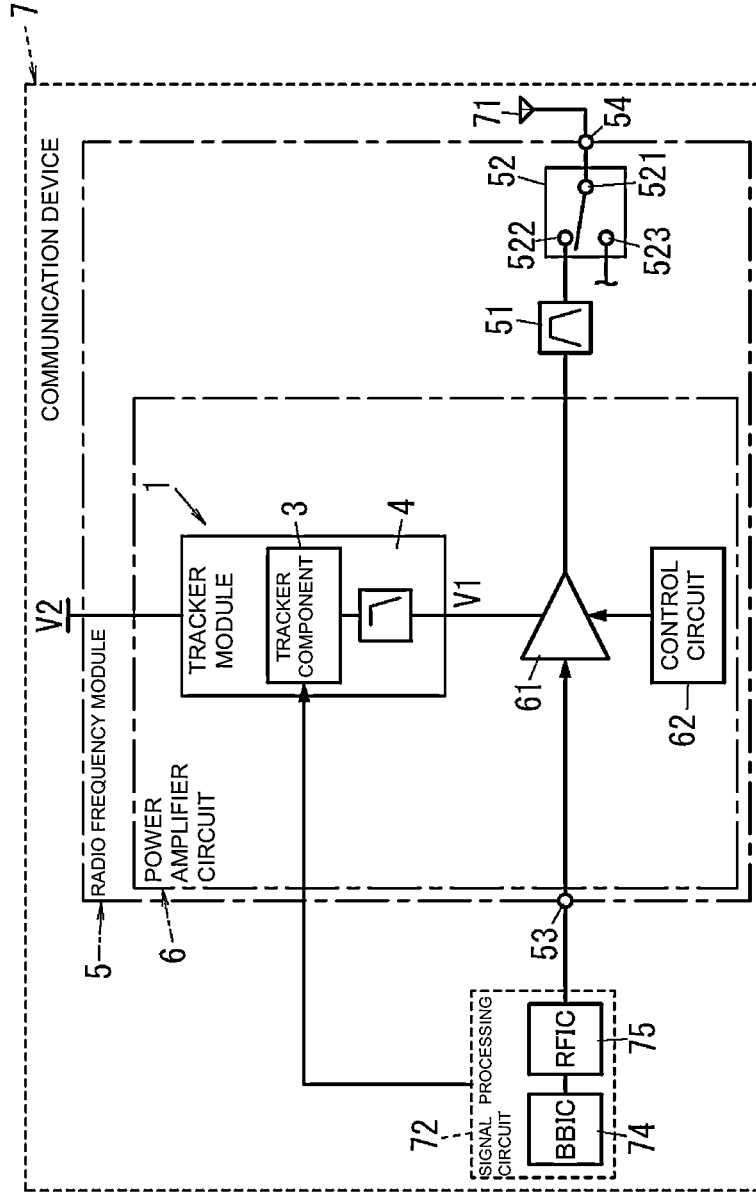 7
COMMUNICATION DEVICE
V2
5
RADIO FREQUENCY MODULE
6
POWER
AMPLIFIER
CIRCUIT
1
TRACKER
MODULE
3
TRACKER
COMPONENT
4
V1
71
54
52
521
522
523
51
61
CONTROL
CIRCUIT
62
53
72
SIGNAL PROCESSING
CIRCUIT
BBIC
RFIC
74
75